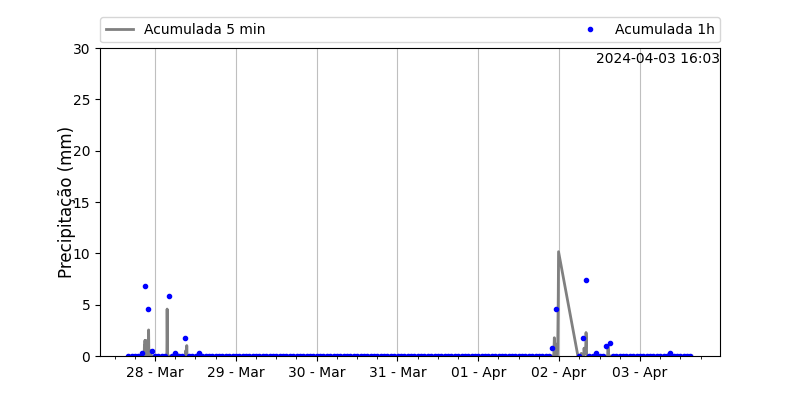 Acumulada 5 min
Acumulada 1h
2024-04-03 16:03
Precipitação (mm)
30
25
20
15
10
5
0
28 - Mar
29 - Mar
30 - Mar
31 - Mar
01 - Apr
02 - Apr
03 - Apr